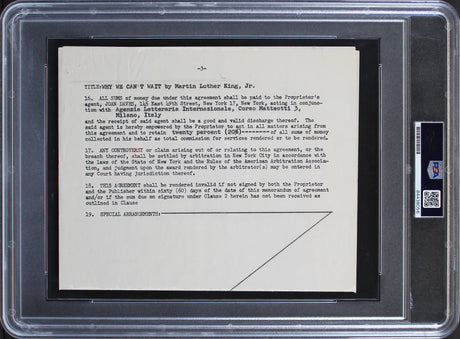 -3-
TITLE:WHY WE CAN'T WAIT by Martin Luther King, Jr.
16. ALL SUMS of money due under this agreement shall be paid to the Proprietor's
agent, JOAN DAVES, 145 East 49th Street, New York 17, New York, acting in conjunc-
tion with Agenzia Letteraria Internazionale, Corso Matteotti 3,
Milano, Italy
and the receipt of said agent shall be a good and valid discharge thereof. The
said agent is hereby empowered by the Proprietor to act in all matters arising from
this agreement and to retain twenty percent (20%)-------of all sums of money
collected in his behalf as total commission for services rendered or to be rendered.
17. ANY CONTROVERSY or claim arising out of or relating to this agreement, or the
breach thereof, shall be settled by arbitration in New York City in accordance with
the laws of the State of New York and the Rules of the American Arbitration Associa-
tion, and judgment upon the award rendered by the arbitrator(s) may be entered in
any Court having jurisdiction thereof.
18. THIS AGREEMENT shall be rendered invalid if not signed by both the Proprietor
and the Publisher within sixty (60) days of the date of this memorandum of agreement
and/or if the sum due on signature under Clause 2 herein has not been received as
outlined in Clause
19. SPECIAL ARRANGEMENTS:
PSA